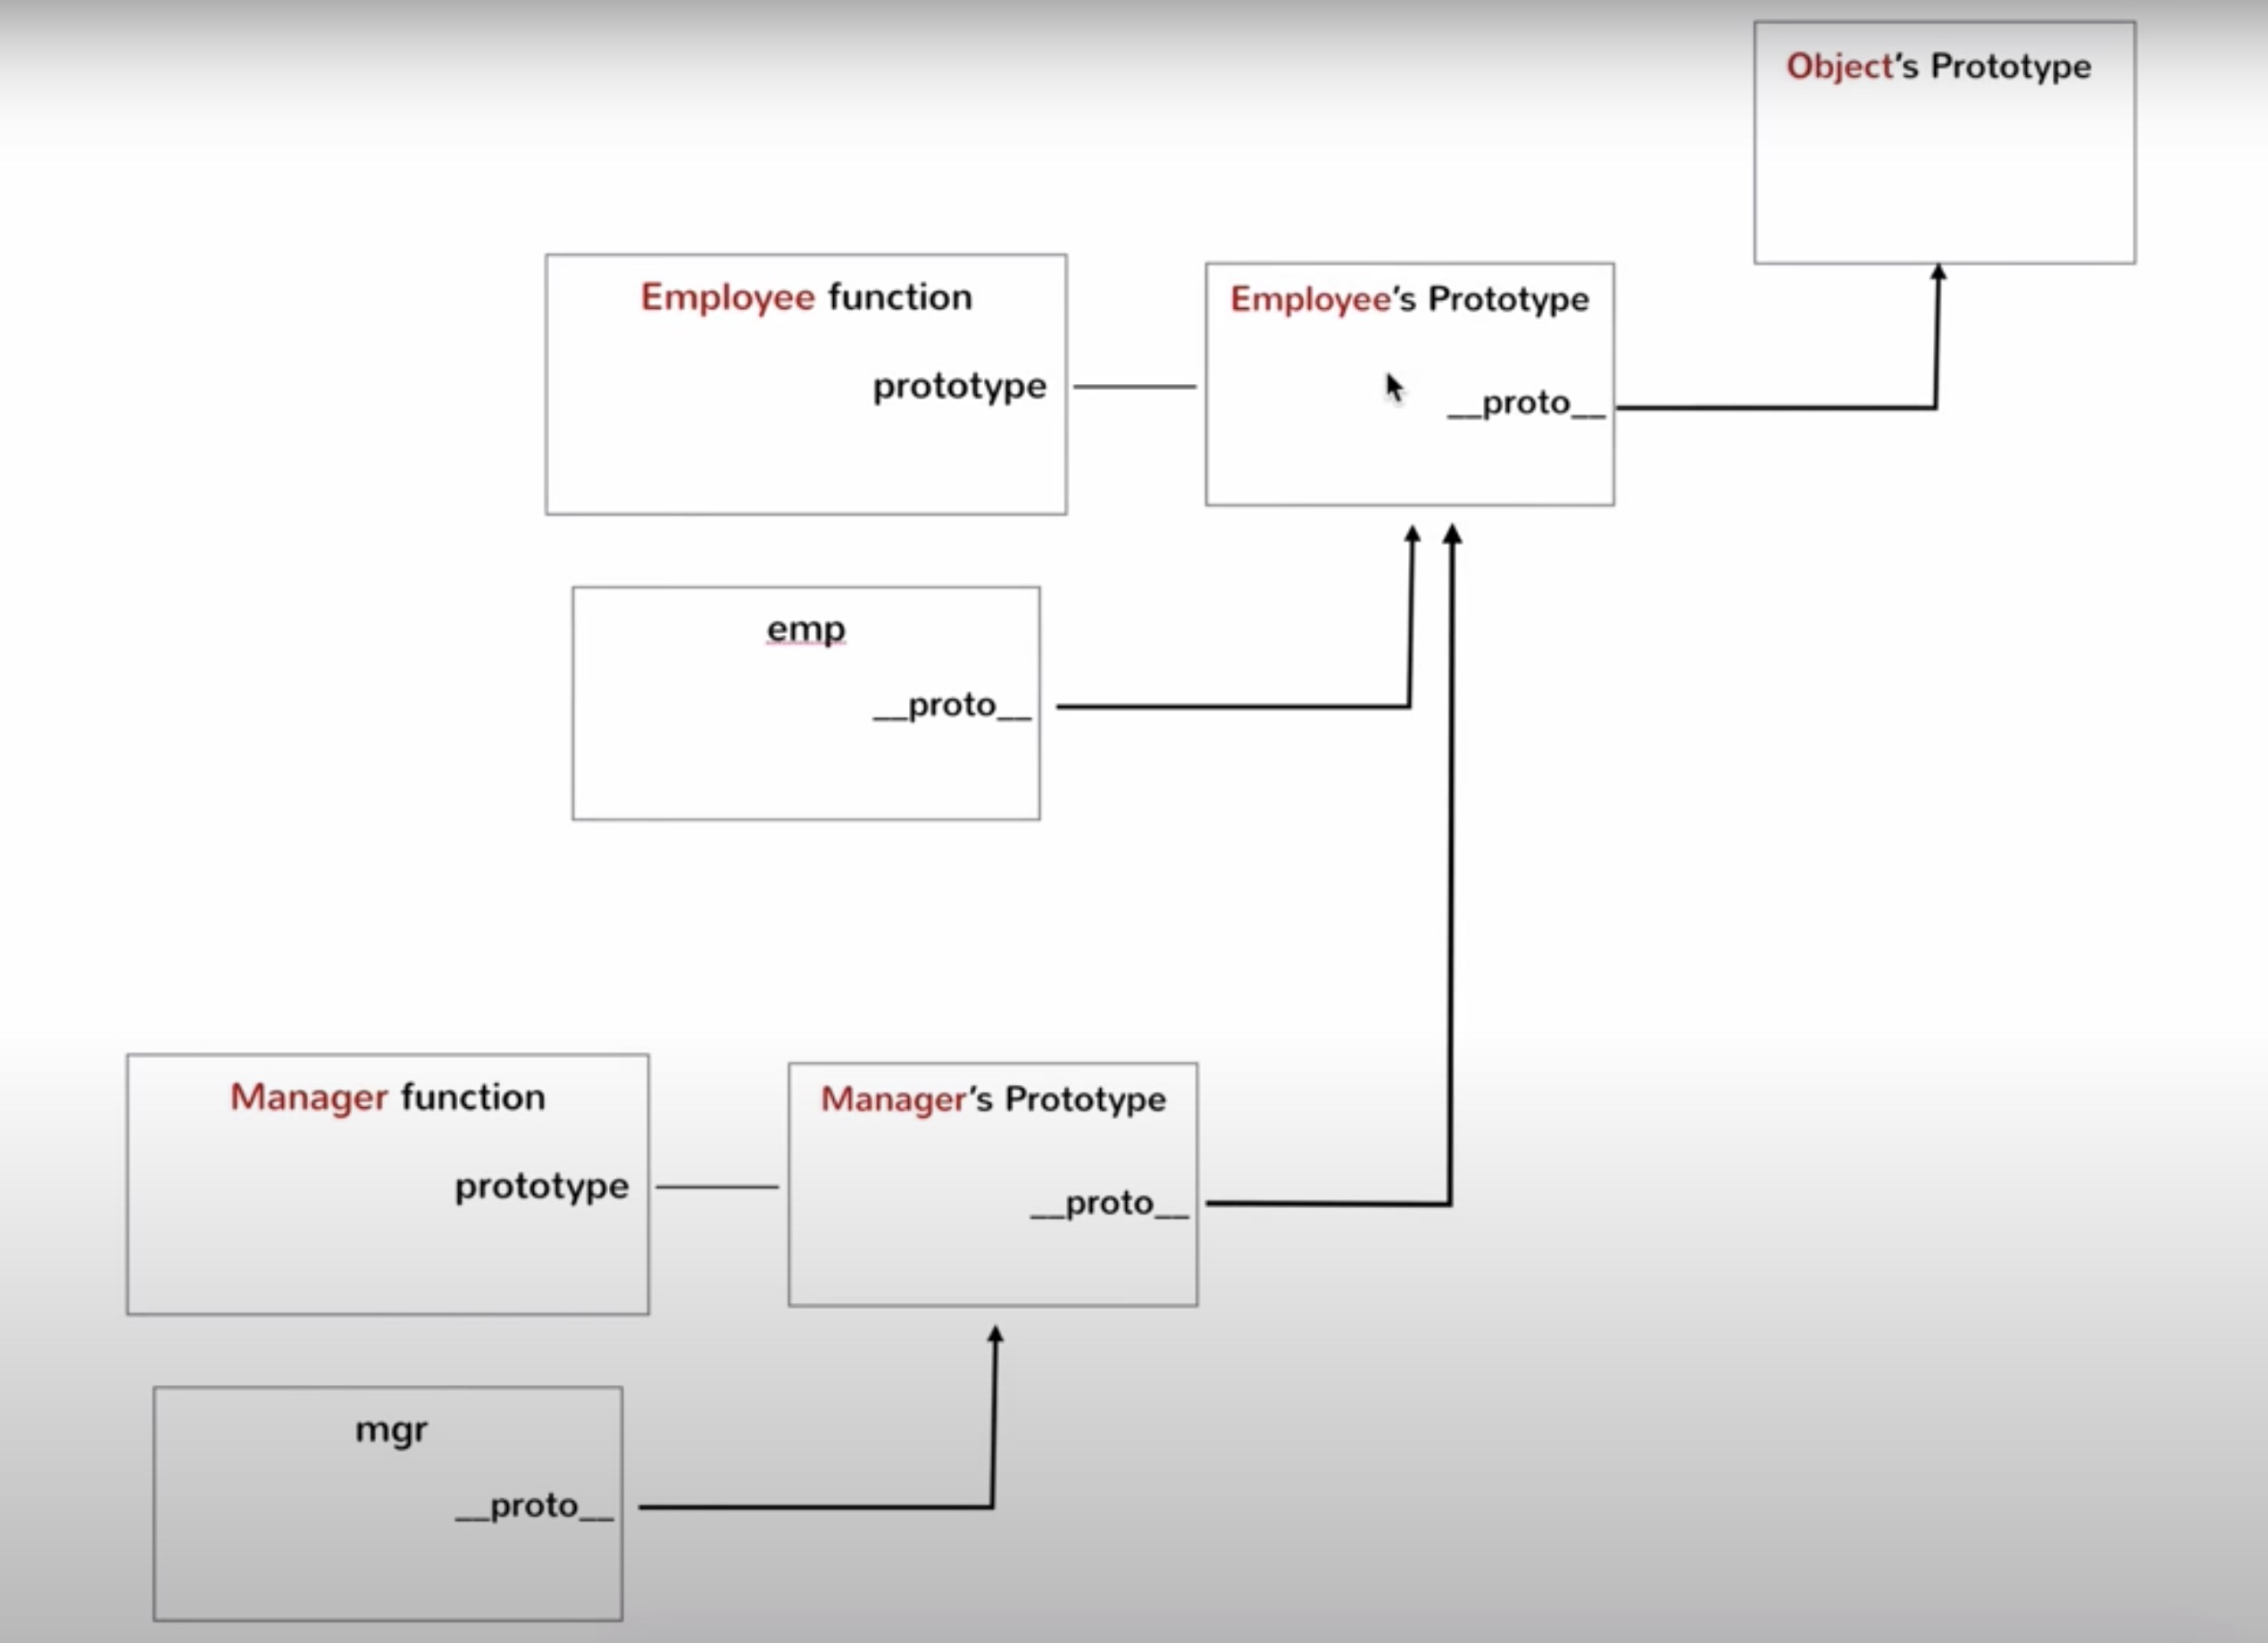 Object's Prototype
Employee function
prototype
Employee's Prototype
__proto__
emp
__proto__
Manager function
prototype
Manager's Prototype
__proto__
mgr
__proto__